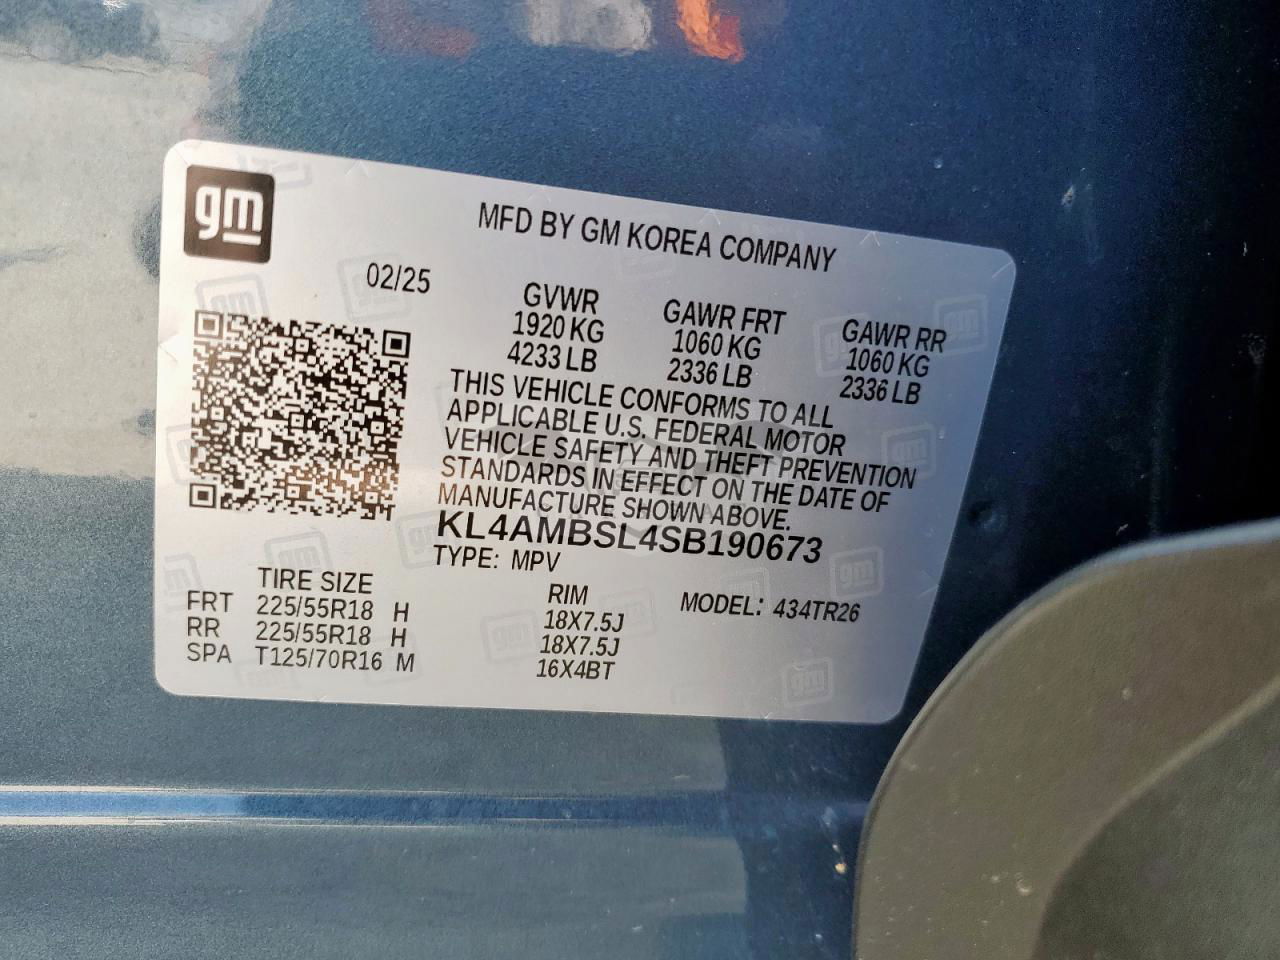 gm
MFD BY GM KOREA COMPANY
02/25
GVWR GAWR FRT GAWR RR
1920 KG 1060 KG 1060 KG
4233 LB 2336 LB 2336 LB
THIS VEHICLE CONFORMS TO ALL
APPLICABLE U.S. FEDERAL MOTOR
VEHICLE SAFETY AND THEFT PREVENTION
STANDARDS IN EFFECT ON THE DATE OF
MANUFACTURE SHOWN ABOVE.
KL4AMBSL4SB190673
TYPE: MPV
TIRE SIZE RIM MODEL: 434TR26
FRT 225/55R18 H 18X7.5J
RR 225/55R18 H 18X7.5J
SPA T125/70R16 M 16X4BT